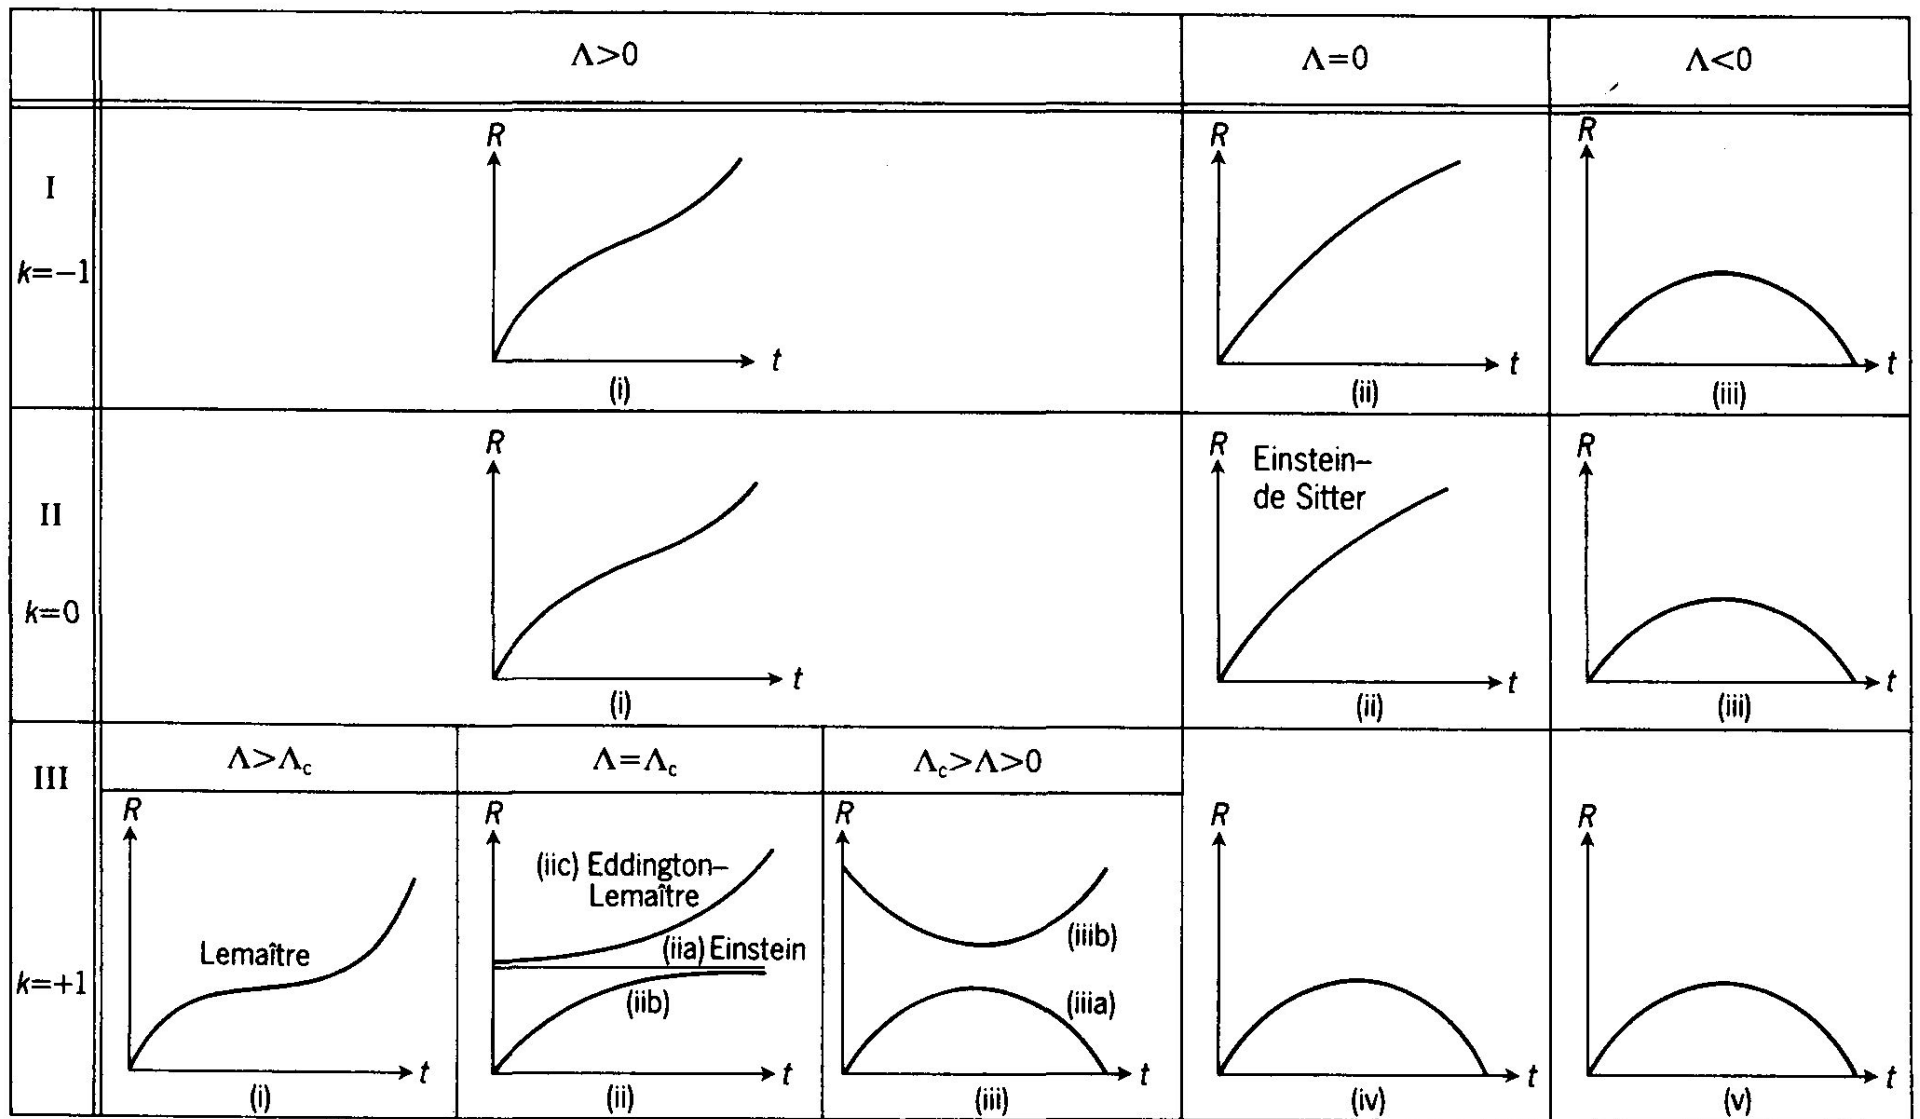 Λ>0
Λ=0
Λ<0
I
k=−1
R
t
(i)
R
t
(ii)
R
t
(iii)
II
k=0
R
t
(i)
R
Einstein–
de Sitter
t
(ii)
R
t
(iii)
III
k=+1
Λ>Λc
Λ=Λc
Λc>Λ>0
R
Lemaître
t
(i)
R
(iic) Eddington–
Lemaître
(iia) Einstein
(iib)
t
(ii)
R
(iiib)
(iiia)
t
(iii)
R
t
(iv)
R
t
(v)